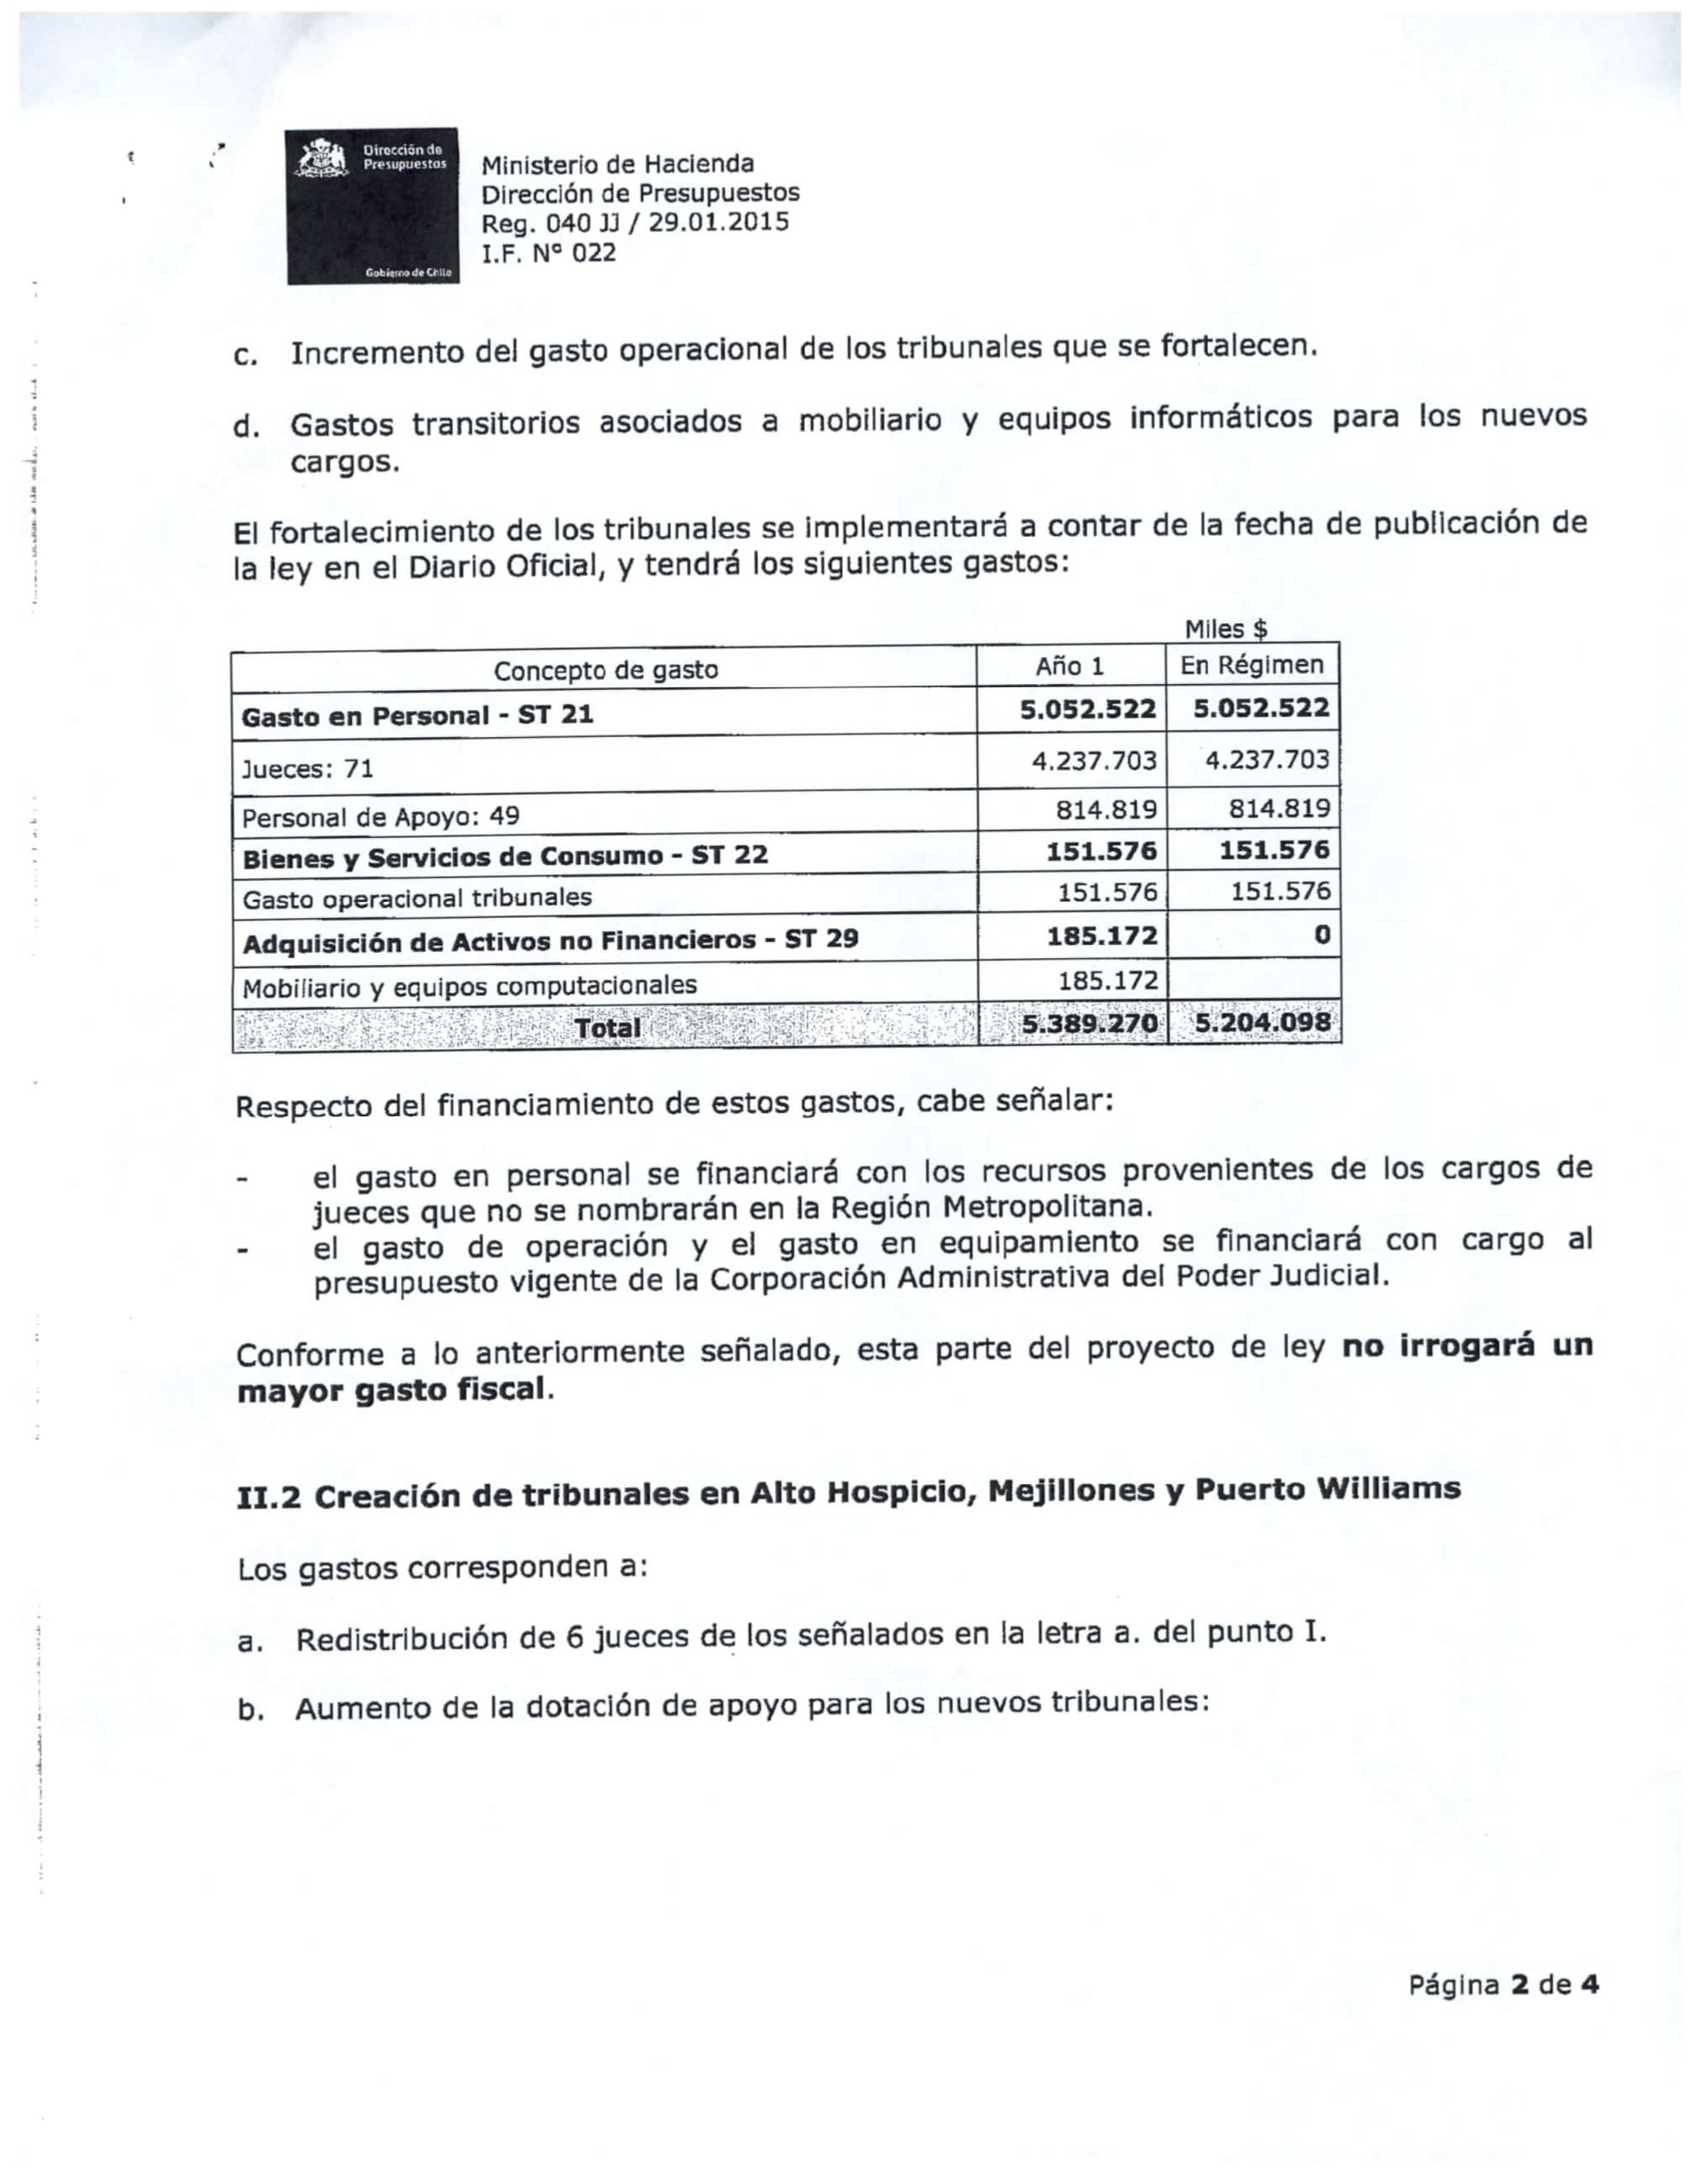 Dirección de
Presupuestos
Gobierno de Chile
Ministerio de Hacienda
Dirección de Presupuestos
Reg. 040 JJ / 29.01.2015
I.F. Nº 022
c. Incremento del gasto operacional de los tribunales que se fortalecen.
d. Gastos transitorios asociados a mobiliario y equipos informáticos para los nuevos
cargos.
El fortalecimiento de los tribunales se implementará a contar de la fecha de publicación de
la ley en el Diario Oficial, y tendrá los siguientes gastos:
Miles $
Concepto de gasto Año 1 En Régimen
Gasto en Personal - ST 21 5.052.522 5.052.522
Jueces: 71 4.237.703 4.237.703
Personal de Apoyo: 49 814.819 814.819
Bienes y Servicios de Consumo - ST 22 151.576 151.576
Gasto operacional tribunales 151.576 151.576
Adquisición de Activos no Financieros - ST 29 185.172 0
Mobiliario y equipos computacionales 185.172
Total 5.389.270 5.204.098
Respecto del financiamiento de estos gastos, cabe señalar:
- el gasto en personal se financiará con los recursos provenientes de los cargos de
jueces que no se nombrarán en la Región Metropolitana.
- el gasto de operación y el gasto en equipamiento se financiará con cargo al
presupuesto vigente de la Corporación Administrativa del Poder Judicial.
Conforme a lo anteriormente señalado, esta parte del proyecto de ley no irrogará un
mayor gasto fiscal.
II.2 Creación de tribunales en Alto Hospicio, Mejillones y Puerto Williams
Los gastos corresponden a:
a. Redistribución de 6 jueces de los señalados en la letra a. del punto I.
b. Aumento de la dotación de apoyo para los nuevos tribunales:
Página 2 de 4